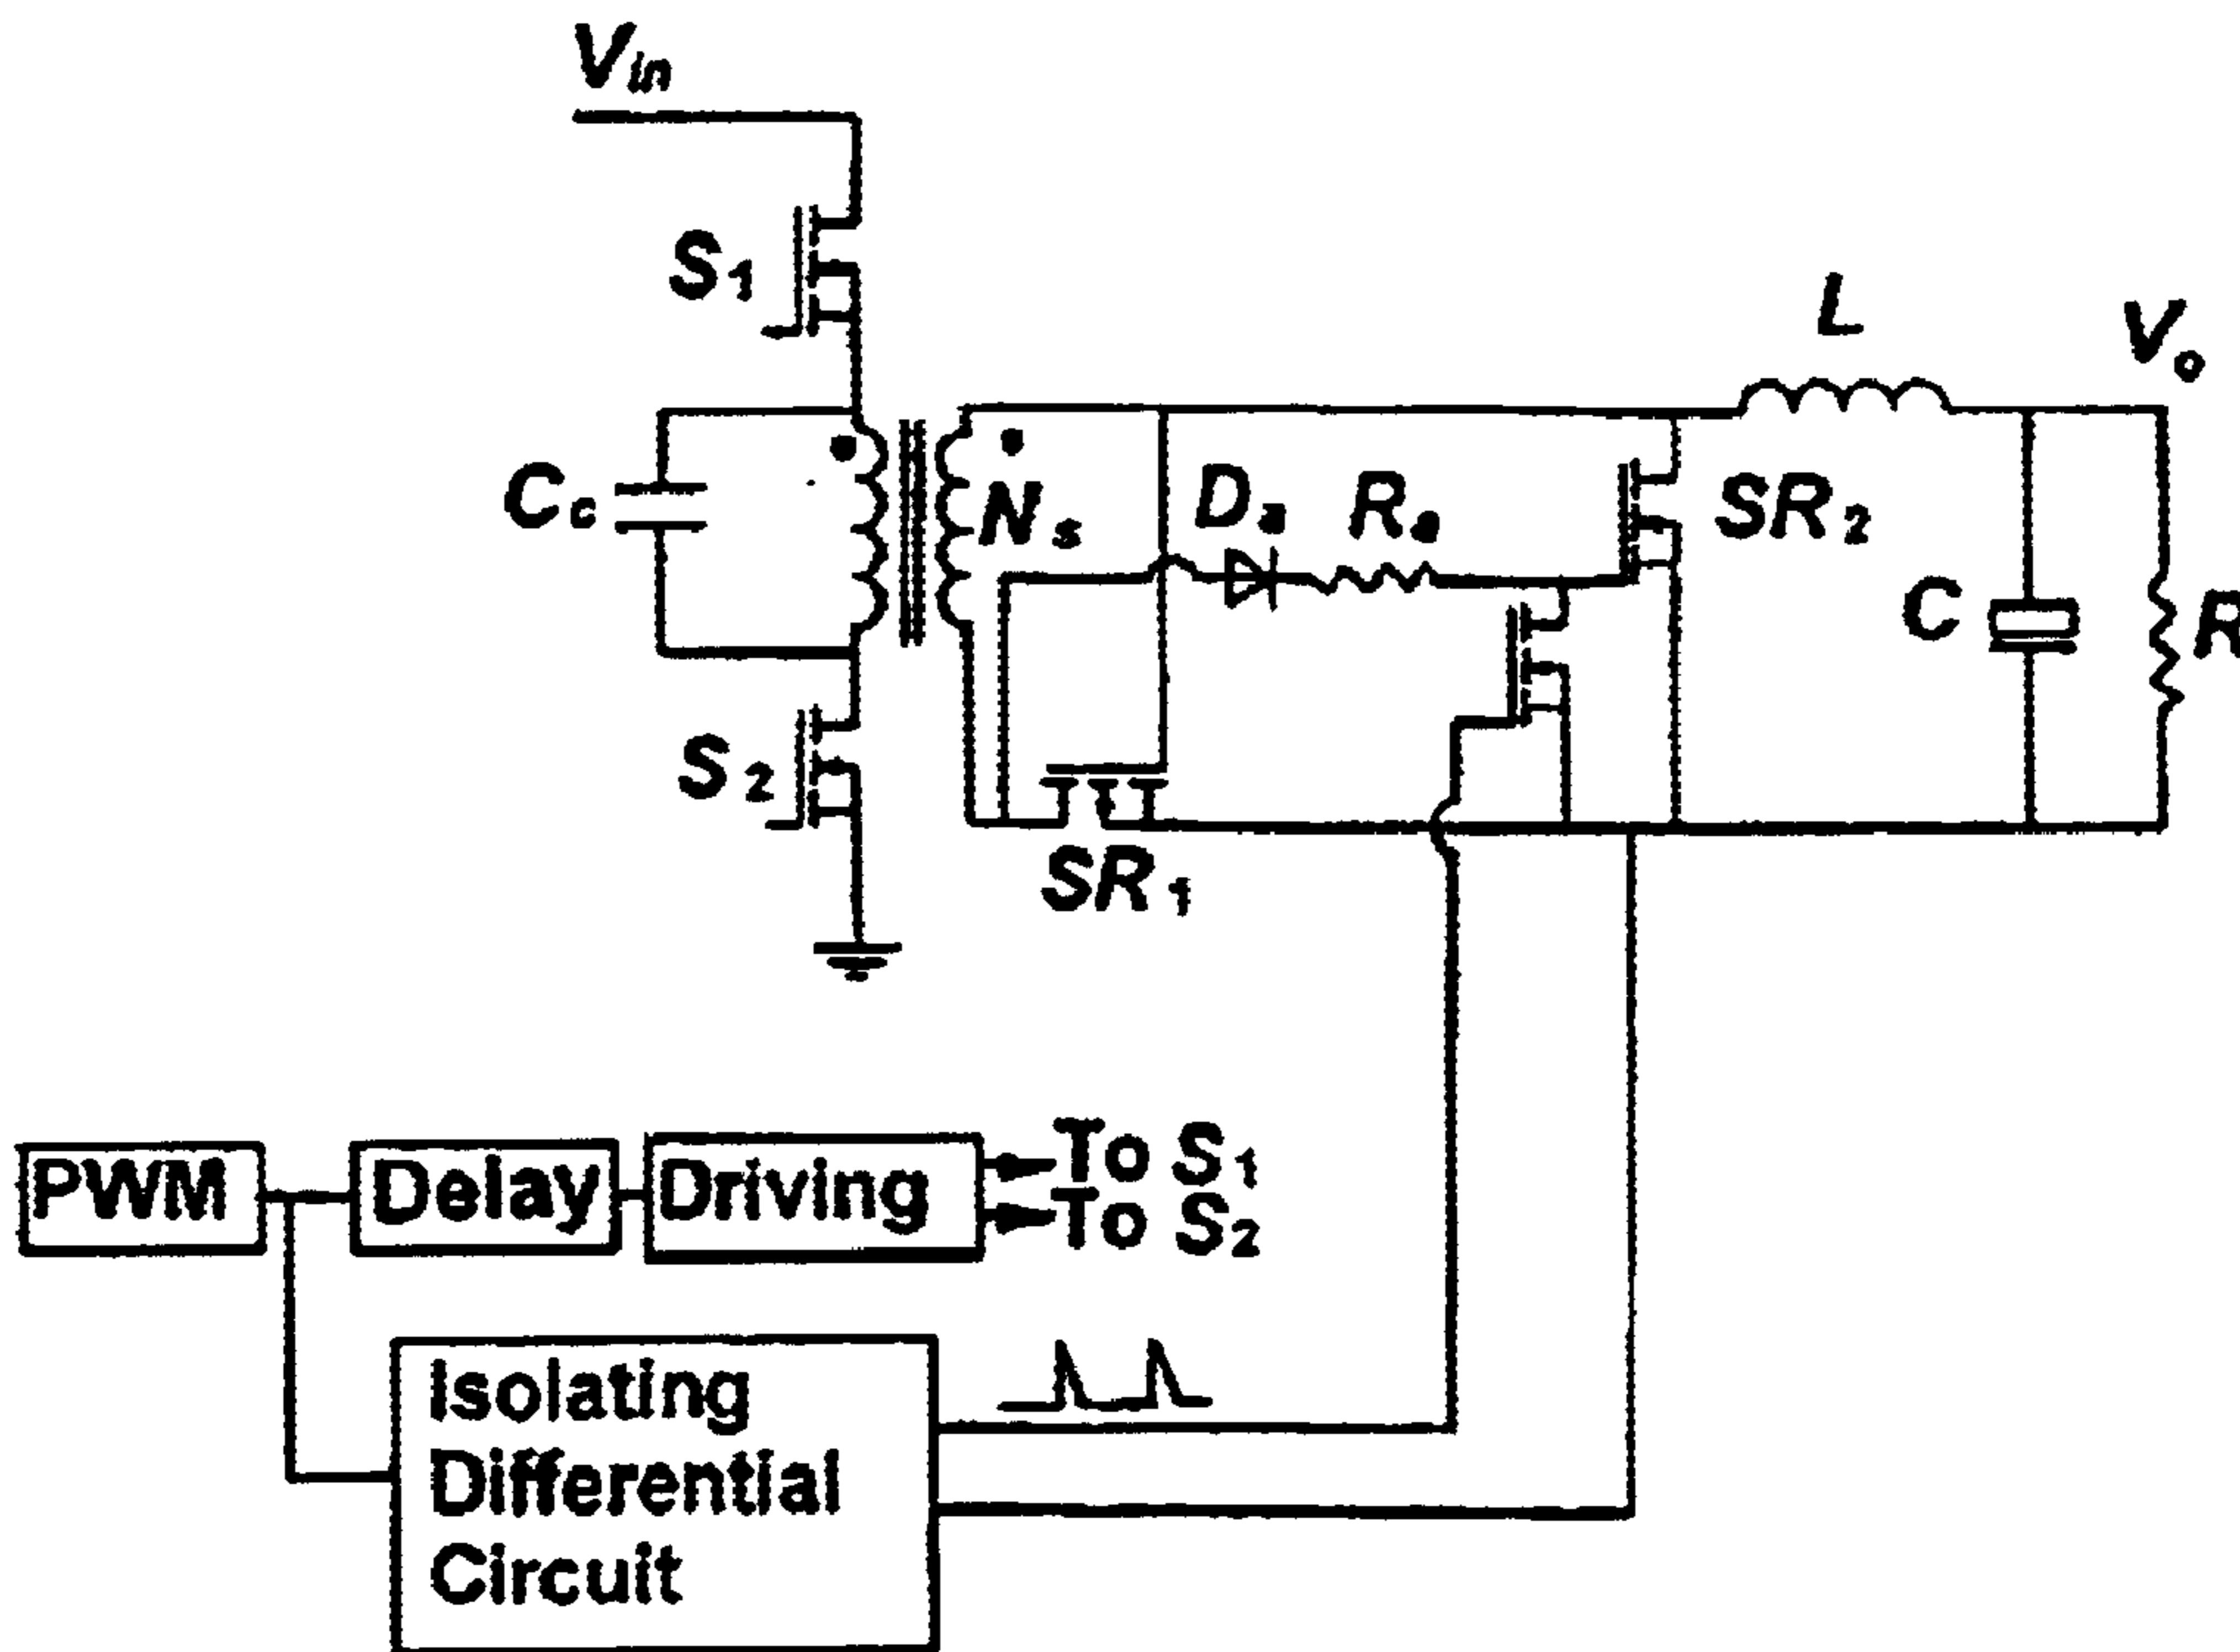 Vin
S1
L
Vo
Cc
Ns
Da
Ra
SR2
C
R
S2
SR1
PWM
Delay
Driving
To S1
To S2
Isolating
Differential
Circuit